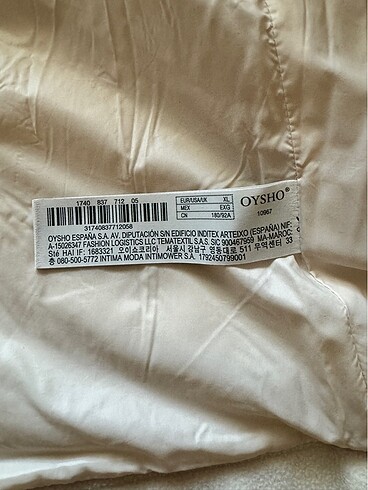 1740 837 712 05
31740837712058
EUR/USA/UK XL
MEX EXG
CN 180/92A
OYSHO®
10967
OYSHO ESPAÑA S.A. AV. DIPUTACIÓN S/N EDIFICIO INDITEX ARTEIXO (ESPAÑA) NIF:
A-15026347 FASHION LOGISTICS LLC TEMATEXTIL S.A.S. SIC 900467959 MA-MAROC:
Sté HAI IF: 1683321 오이쇼코리아 서울시 강남구 영동대로 511 무역센터 33
층 080-500-5772 INTIMA MODA INTIMOWER S.A. 1792450799001